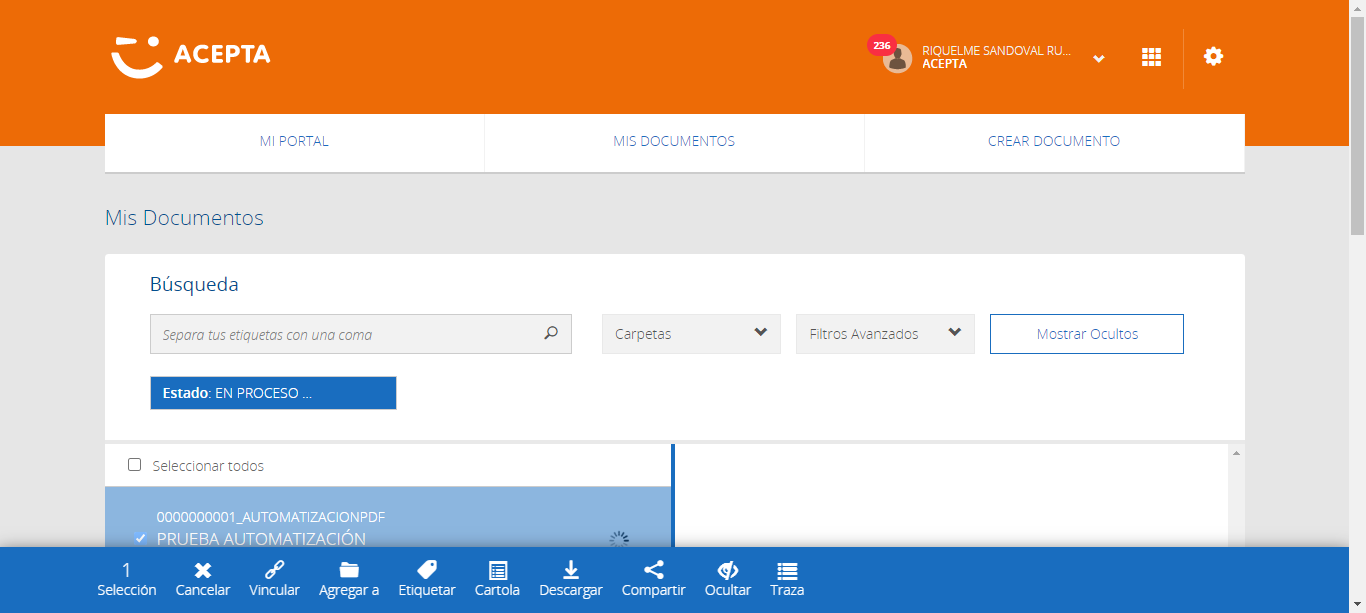 ACEPTA
236
RIQUELME SANDOVAL RU...
ACEPTA
MI PORTAL
MIS DOCUMENTOS
CREAR DOCUMENTO
Mis Documentos
Búsqueda
Separa tus etiquetas con una coma
Carpetas
Filtros Avanzados
Mostrar Ocultos
Estado: EN PROCESO ...
Seleccionar todos
0000000001_AUTOMATIZACIONPDF
PRUEBA AUTOMATIZACIÓN
1
Selección
Cancelar
Vincular
Agregar a
Etiquetar
Cartola
Descargar
Compartir
Ocultar
Traza